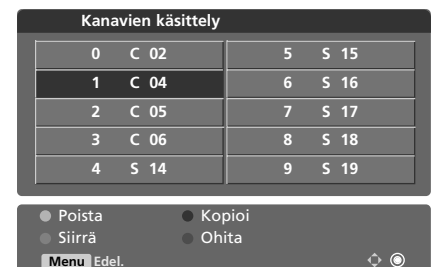 Kanavien käsittely
0 C 02 5 S 15
1 C 04 6 S 16
2 C 05 7 S 17
3 C 06 8 S 18
4 S 14 9 S 19
Poista Kopioi
Siirrä Ohita
Menu Edel.